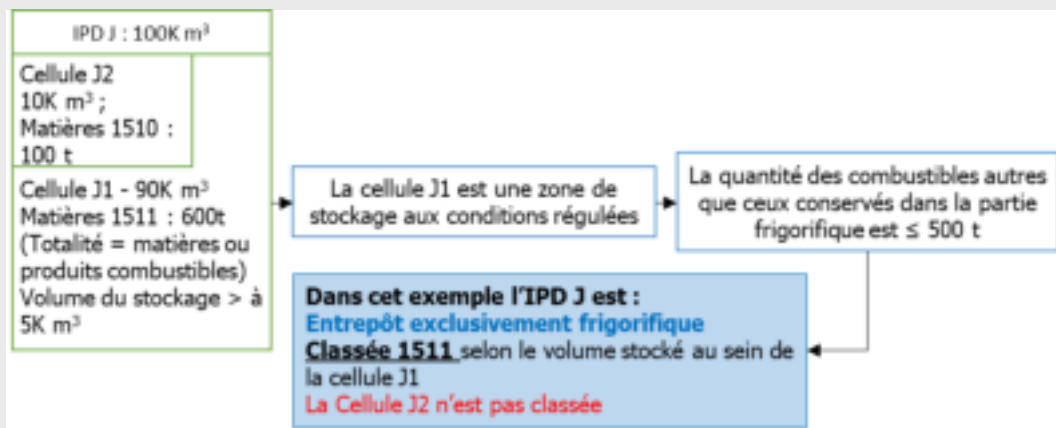 IPD J : 100K m³
Cellule J2
10K m³ ;
Matières 1510 :
100 t
Cellule J1 - 90K m³
Matières 1511 : 600t
(Totalité = matières ou
produits combustibles)
Volume du stockage > à
5K m³
La cellule J1 est une zone de
stockage aux conditions régulées
La quantité des combustibles autres
que ceux conservés dans la partie
frigorifique est ≤ 500 t
Dans cet exemple l'IPD J est :
Entrepôt exclusivement frigorifique
Classée 1511 selon le volume stocké au sein de
la cellule J1
La Cellule J2 n'est pas classée